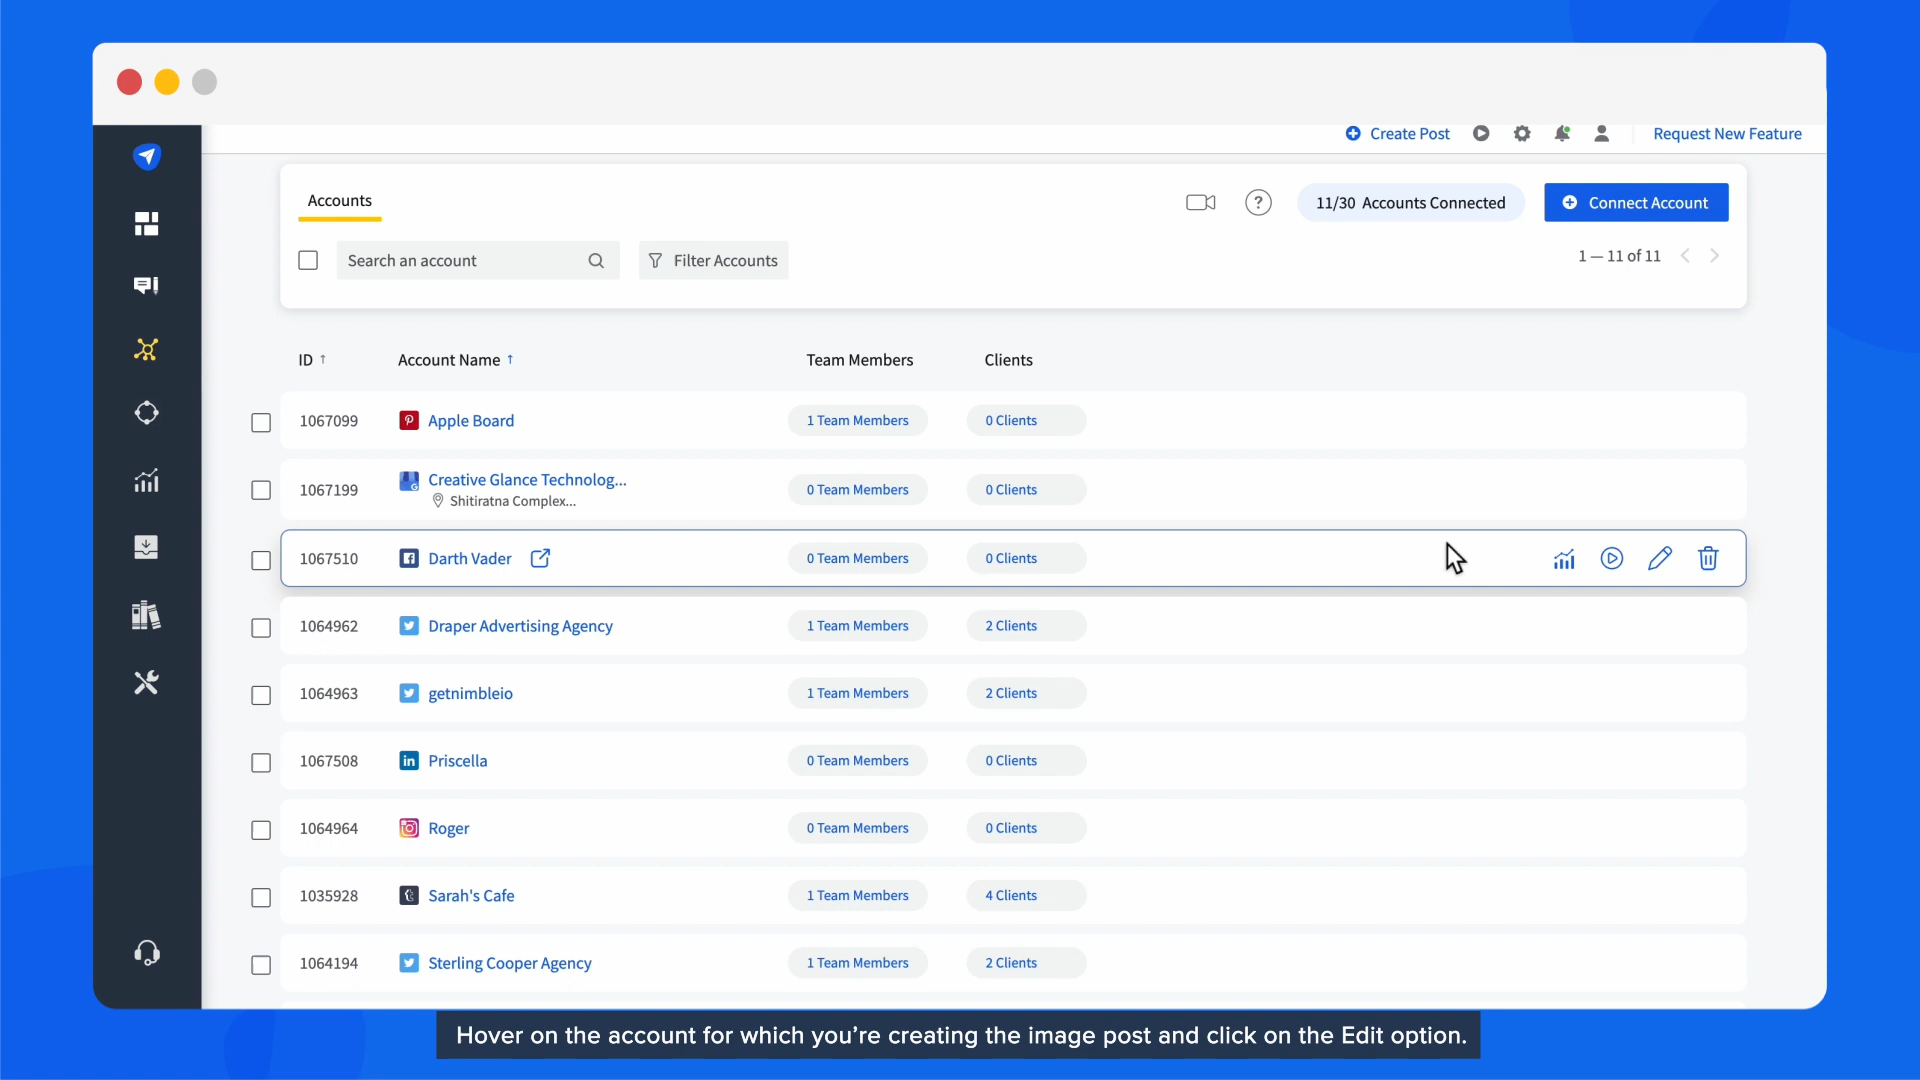 Create Post
Request New Feature
Accounts
11/30 Accounts Connected
Connect Account
Search an account
Filter Accounts
1 — 11 of 11
ID ↑ Account Name ↑ Team Members Clients
1067099 Apple Board 1 Team Members 0 Clients
1067199 Creative Glance Technolog... 0 Team Members 0 Clients
Shitiratna Complex...
1067510 Darth Vader 0 Team Members 0 Clients
1064962 Draper Advertising Agency 1 Team Members 2 Clients
1064963 getnimbleio 1 Team Members 2 Clients
1067508 Priscella 0 Team Members 0 Clients
1064964 Roger 0 Team Members 0 Clients
1035928 Sarah's Cafe 1 Team Members 4 Clients
1064194 Sterling Cooper Agency 1 Team Members 2 Clients
Hover on the account for which you’re creating the image post and click on the Edit option.